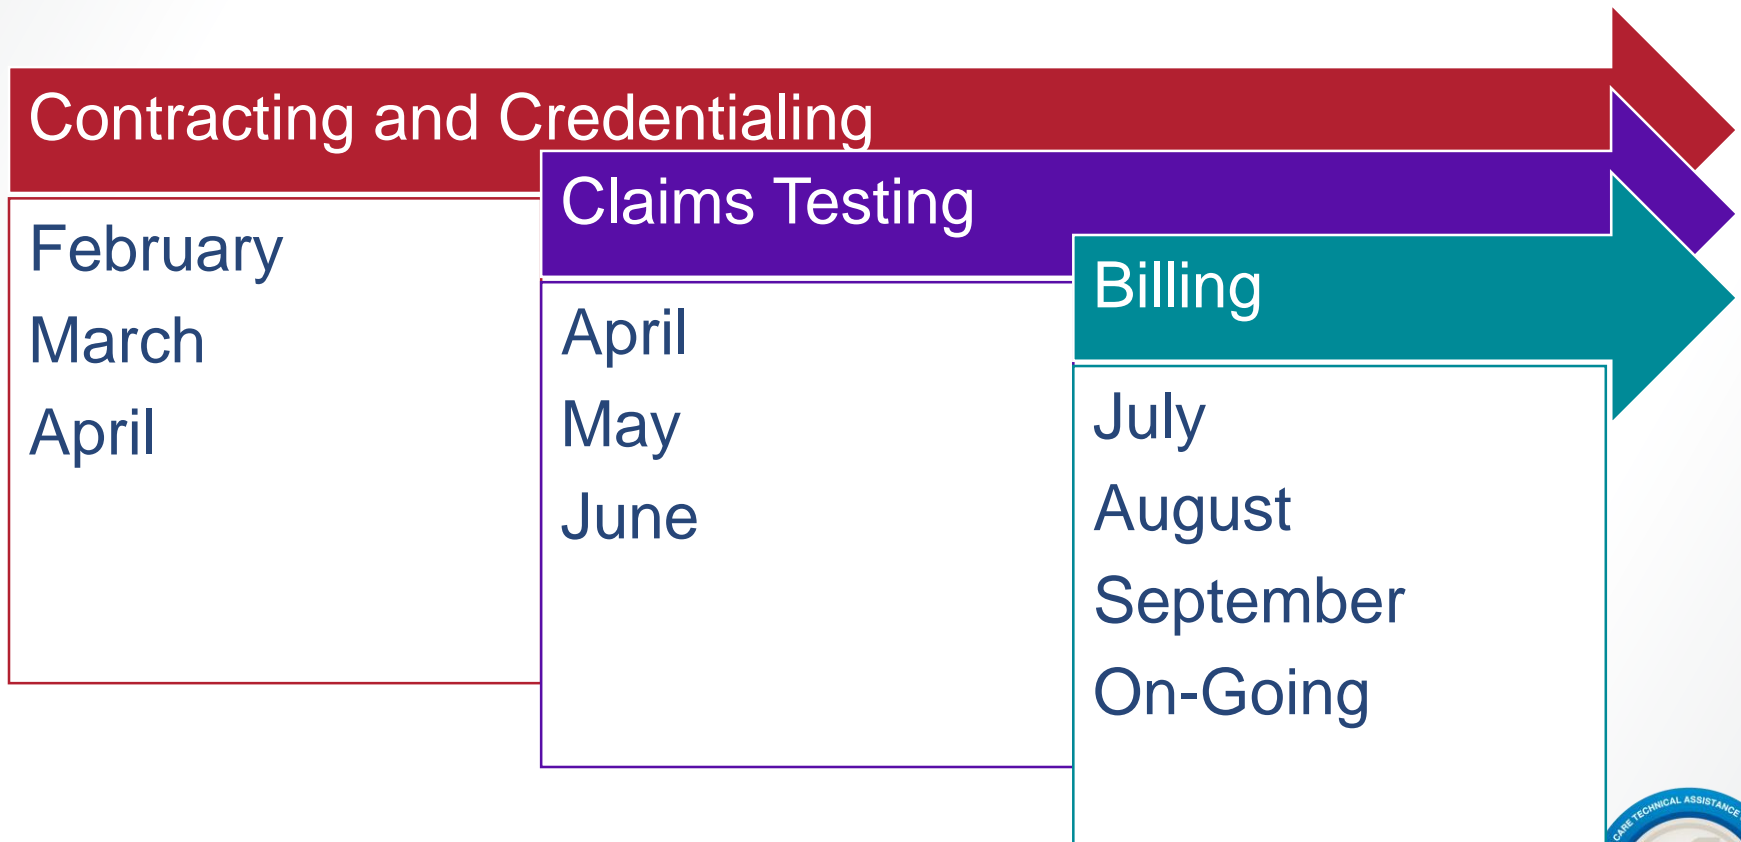 Contracting and Credentialing
February
March
April
Claims Testing
April
May
June
Billing
July
August
September
On-Going
CARE TECHNICAL ASSISTANCE